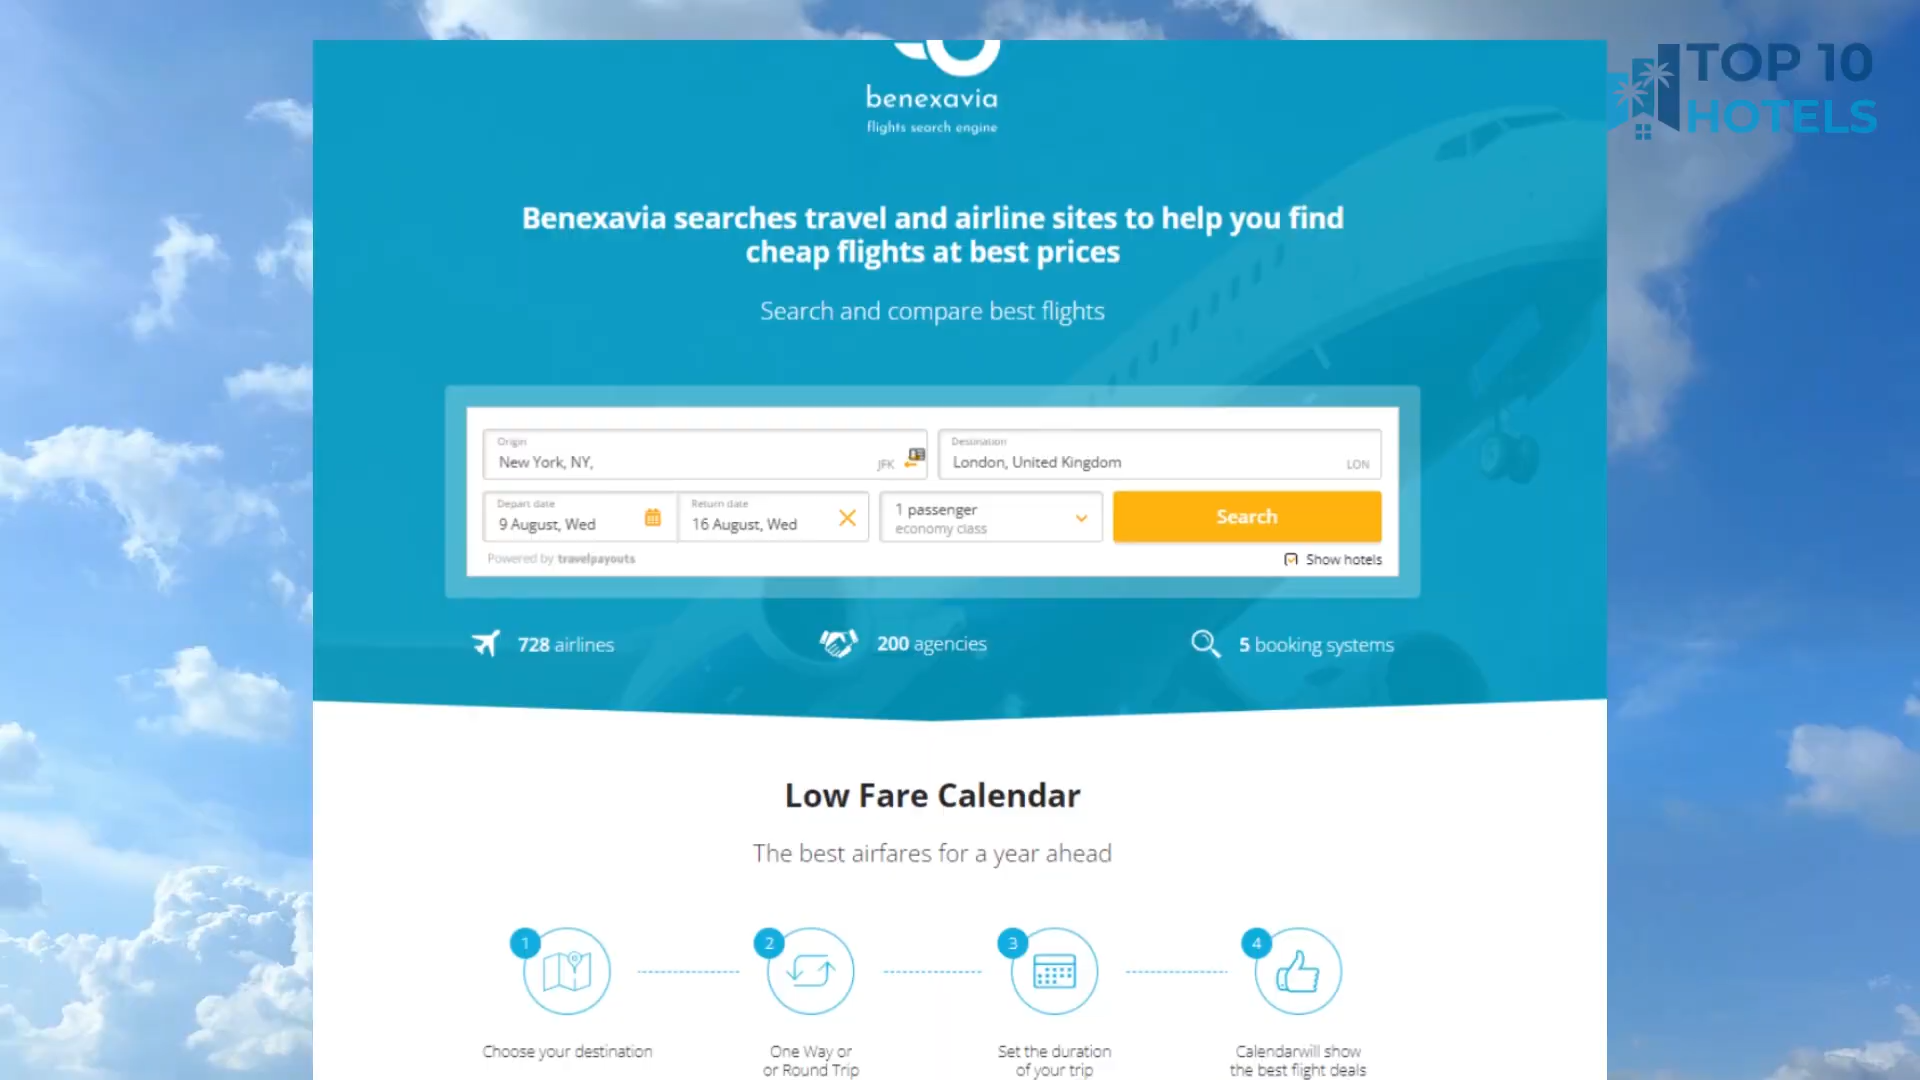 TOP 10
HOTELS
benexavia
flights search engine
Benexavia searches travel and airline sites to help you find
cheap flights at best prices
Search and compare best flights
Origin
New York, NY,
JFK
Destination
London, United Kingdom
LON
Depart date
9 August, Wed
Return date
16 August, Wed
1 passenger
economy class
Search
Powered by travelpayouts
Show hotels
728 airlines
200 agencies
5 booking systems
Low Fare Calendar
The best airfares for a year ahead
1
2
3
4
Choose your destination
One Way or
or Round Trip
Set the duration
of your trip
Calendarwill show
the best flight deals